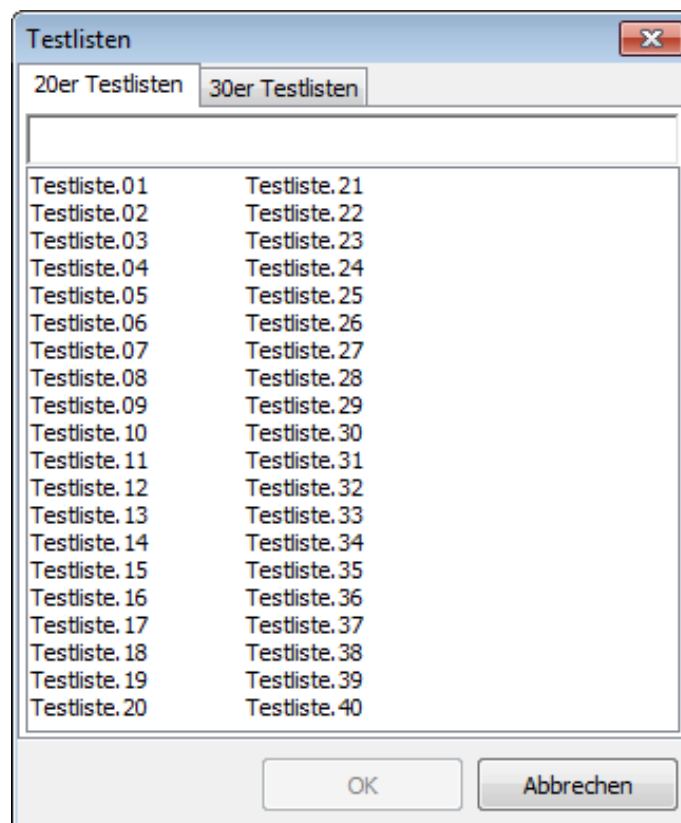 Testlisten
20er Testlisten 30er Testlisten
Testliste.01 Testliste.21
Testliste.02 Testliste.22
Testliste.03 Testliste.23
Testliste.04 Testliste.24
Testliste.05 Testliste.25
Testliste.06 Testliste.26
Testliste.07 Testliste.27
Testliste.08 Testliste.28
Testliste.09 Testliste.29
Testliste.10 Testliste.30
Testliste.11 Testliste.31
Testliste.12 Testliste.32
Testliste.13 Testliste.33
Testliste.14 Testliste.34
Testliste.15 Testliste.35
Testliste.16 Testliste.36
Testliste.17 Testliste.37
Testliste.18 Testliste.38
Testliste.19 Testliste.39
Testliste.20 Testliste.40
OK Abbrechen